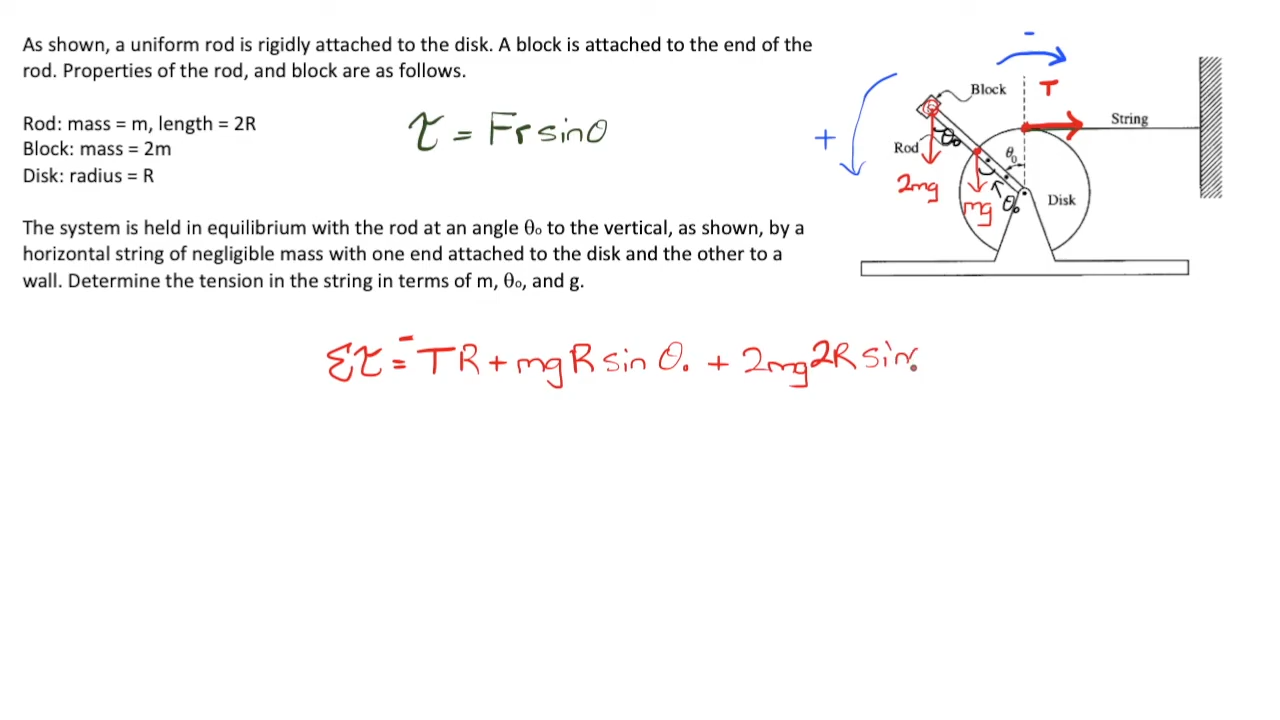 As shown, a uniform rod is rigidly attached to the disk. A block is attached to the end of the
rod. Properties of the rod, and block are as follows.
Rod: mass = m, length = 2R
Block: mass = 2m
Disk: radius = R
τ = Fr sinθ
The system is held in equilibrium with the rod at an angle θ₀ to the vertical, as shown, by a
horizontal string of negligible mass with one end attached to the disk and the other to a
wall. Determine the tension in the string in terms of m, θ₀, and g.
-
+
Block
T
String
Rod
θ₀
θ₀
2mg
mg
θ₀
Disk
Στ = -TR + mgR sin θ₀ + 2mg2R sin